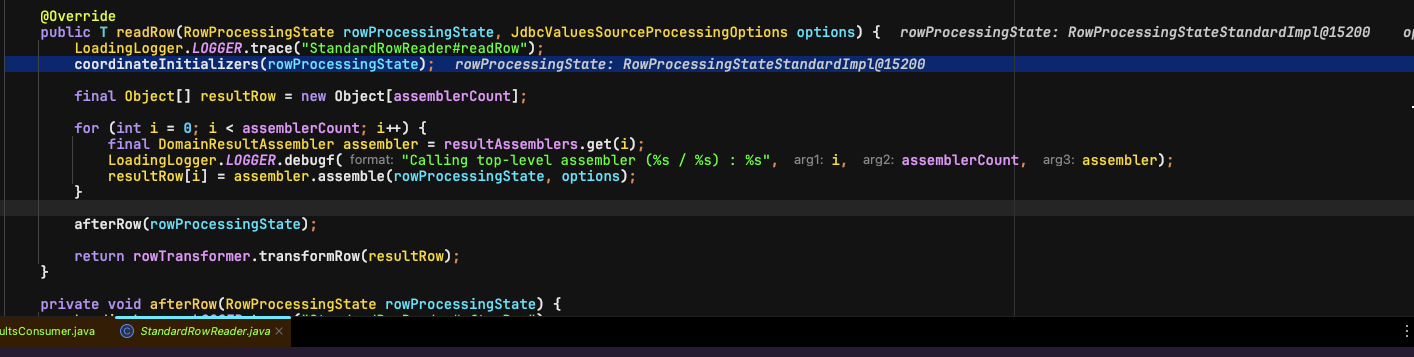 @Override
public T readRow(RowProcessingState rowProcessingState, JdbcValuesSourceProcessingOptions options) { rowProcessingState: RowProcessingStateStandardImpl@15200
LoadingLogger.LOGGER.trace("StandardRowReader#readRow");
coordinateInitializers(rowProcessingState); rowProcessingState: RowProcessingStateStandardImpl@15200
final Object[] resultRow = new Object[assemblerCount];
for (int i = 0; i < assemblerCount; i++) {
final DomainResultAssembler assembler = resultAssemblers.get(i);
LoadingLogger.LOGGER.debugf( format: "Calling top-level assembler (%s / %s) : %s", arg1: i, arg2: assemblerCount, arg3: assembler);
resultRow[i] = assembler.assemble(rowProcessingState, options);
}
afterRow(rowProcessingState);
return rowTransformer.transformRow(resultRow);
}
private void afterRow(RowProcessingState rowProcessingState) {
ultsConsumer.java StandardRowReader.java